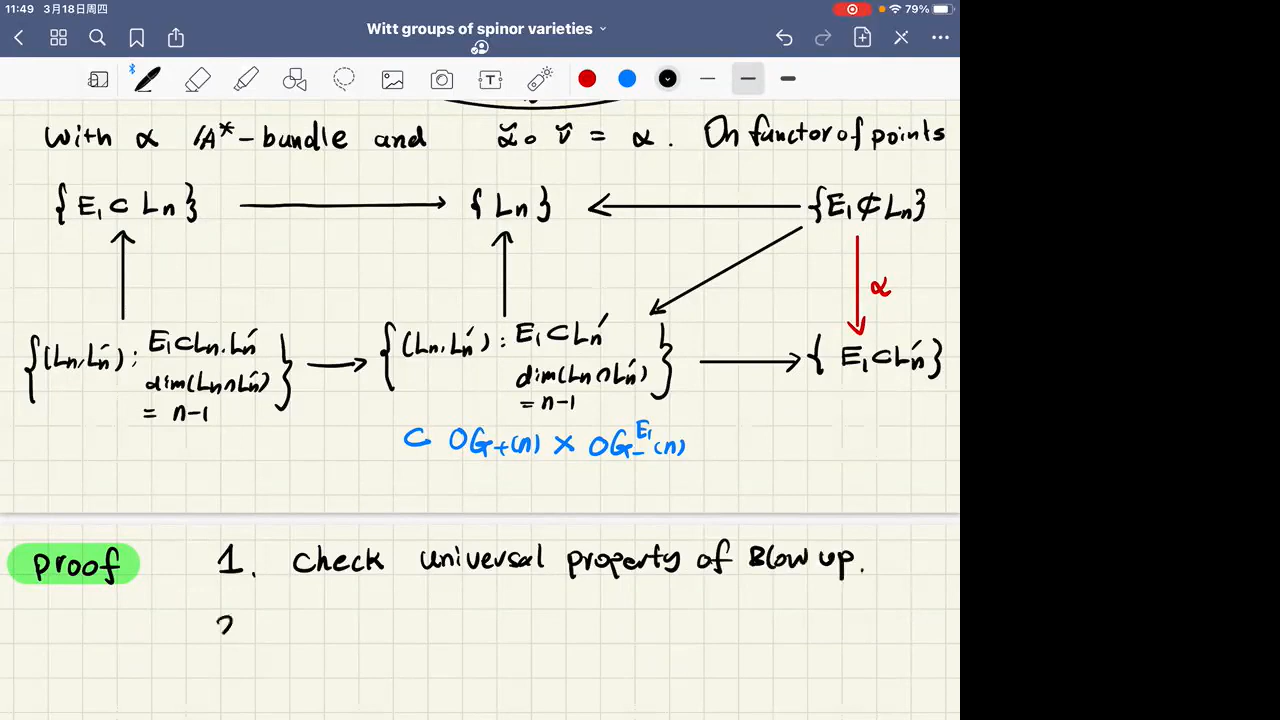 11:49 3月18日周四 79%
Witt groups of spinor varieties
With α /A*-bundle and α̃ ∘ ṽ = α. On functor of points
{ E₁ ⊂ Ln } → { Ln } ← { E₁ ⊄ Ln }
α
{ (Ln, Ln') : E₁ ⊂ Ln, Ln' dim(Ln ∩ Ln') = n-1 } → { (Ln, Ln') : E₁ ⊂ Ln' dim(Ln ∩ Ln') = n-1 } → { E₁ ⊂ Ln' }
⊂ OG₊(n) × OG₋^E₁(n)
proof 1. Check universal property of Blow up.
2